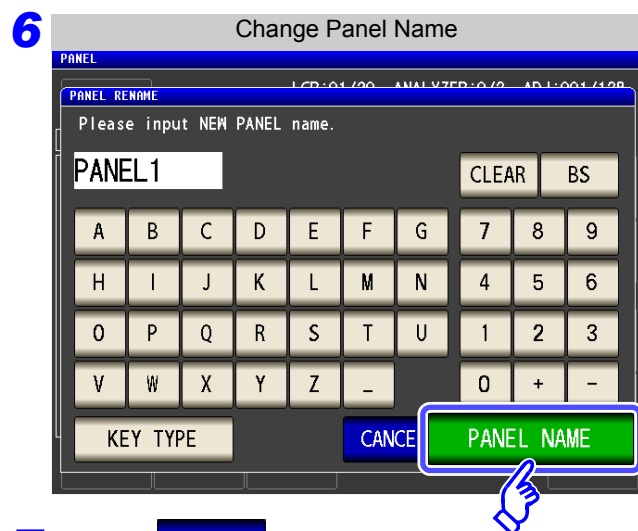 6 Change Panel Name
PANEL
PANEL RENAME
Please input NEW PANEL name.
PANEL1 CLEAR BS
A B C D E F G 7 8 9
H I J K L M N 4 5 6
O P Q R S T U 1 2 3
V W X Y Z _ 0 + -
KEY TYPE CANCE PANEL NAME